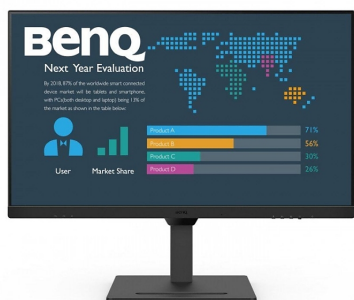 BenQ
Next Year Evaluation
By 2018, 87% of the worldwide smart connected
device market will be tablets and smartphone,
with PCs(both desktop and laptop) being 13% of
the market as shown in the table below:
Product A 71%
Product B 56%
Product C 30%
Product D 26%
User Market Share